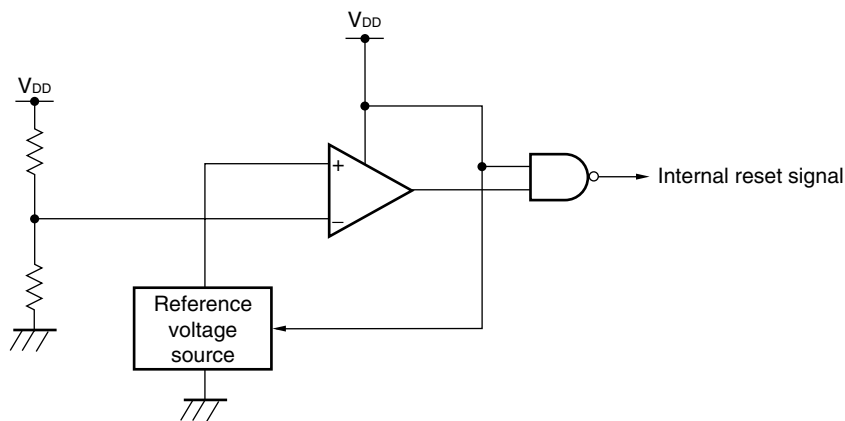 VDD
VDD
+
−
Internal reset signal
Reference
voltage
source